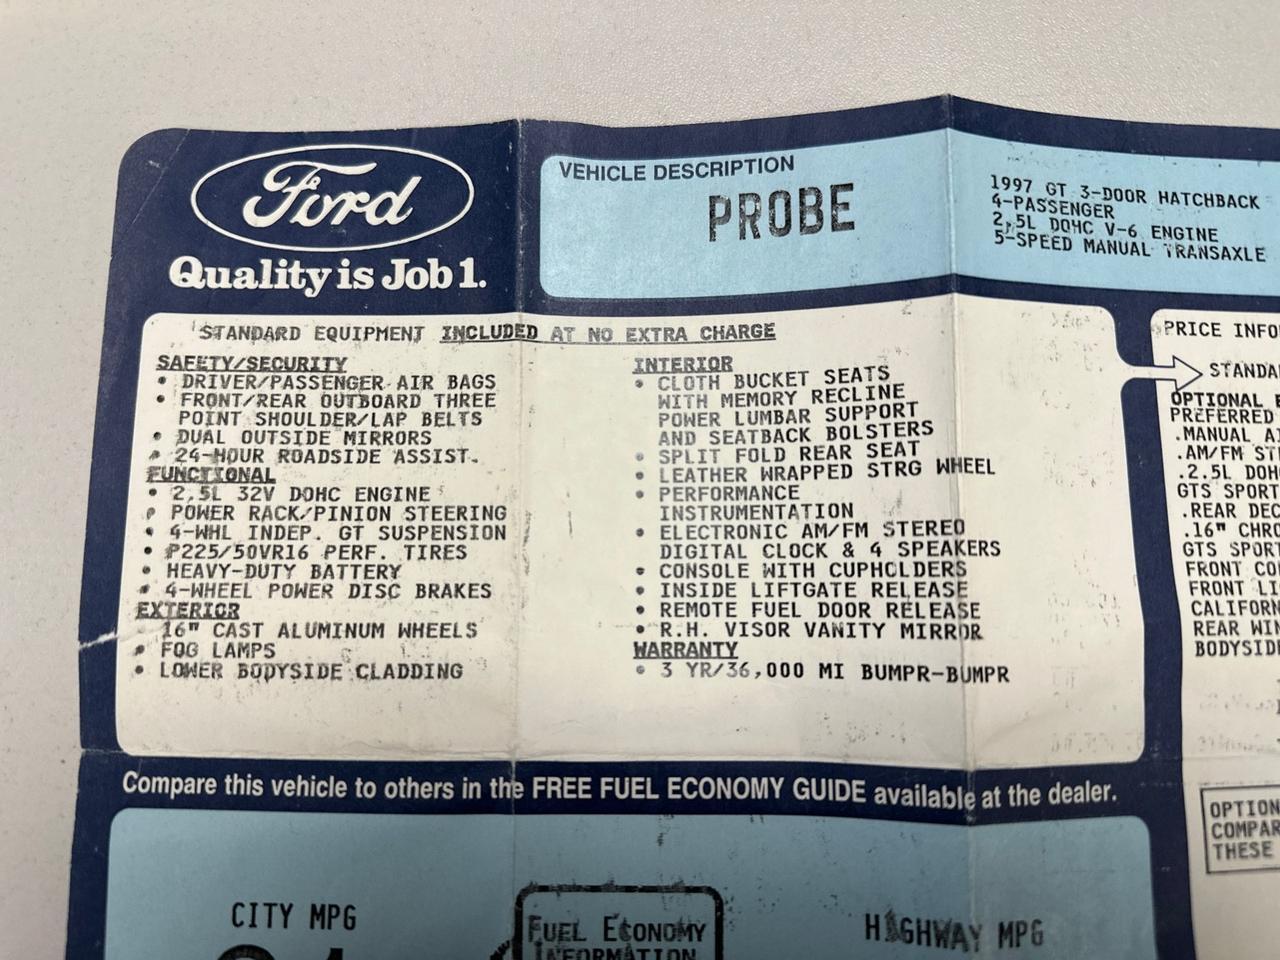 Ford
Quality is Job 1.
VEHICLE DESCRIPTION
PROBE
1997 GT 3-DOOR HATCHBACK
4-PASSENGER
2.5L DOHC V-6 ENGINE
5-SPEED MANUAL TRANSAXLE
STANDARD EQUIPMENT INCLUDED AT NO EXTRA CHARGE
SAFETY/SECURITY
• DRIVER/PASSENGER AIR BAGS
• FRONT/REAR OUTBOARD THREE
POINT SHOULDER/LAP BELTS
• DUAL OUTSIDE MIRRORS
• 24-HOUR ROADSIDE ASSIST.
FUNCTIONAL
• 2.5L 32V DOHC ENGINE
• POWER RACK/PINION STEERING
• 4-WHL INDEP. GT SUSPENSION
• P225/50VR16 PERF. TIRES
• HEAVY-DUTY BATTERY
• 4-WHEEL POWER DISC BRAKES
EXTERIOR
16" CAST ALUMINUM WHEELS
• FOG LAMPS
• LOWER BODYSIDE CLADDING
INTERIOR
• CLOTH BUCKET SEATS
WITH MEMORY RECLINE
POWER LUMBAR SUPPORT
AND SEATBACK BOLSTERS
• SPLIT FOLD REAR SEAT
• LEATHER WRAPPED STRG WHEEL
• PERFORMANCE
INSTRUMENTATION
• ELECTRONIC AM/FM STEREO
DIGITAL CLOCK & 4 SPEAKERS
• CONSOLE WITH CUPHOLDERS
• INSIDE LIFTGATE RELEASE
• REMOTE FUEL DOOR RELEASE
• R.H. VISOR VANITY MIRROR
WARRANTY
• 3 YR/36,000 MI BUMPR-BUMPR
PRICE INFO
STANDA
OPTIONAL E
PREFERRED
.MANUAL AI
.AM/FM STE
.2.5L DOH
GTS SPORT
.REAR DEC
.16" CHRO
GTS SPORT
FRONT CO
FRONT LI
CALIFORN
REAR WIN
BODYSIDE
OPTION
COMPAR
THESE
Compare this vehicle to others in the FREE FUEL ECONOMY GUIDE available at the dealer.
CITY MPG
FUEL ECONOMY
INFORMATION
HIGHWAY MPG